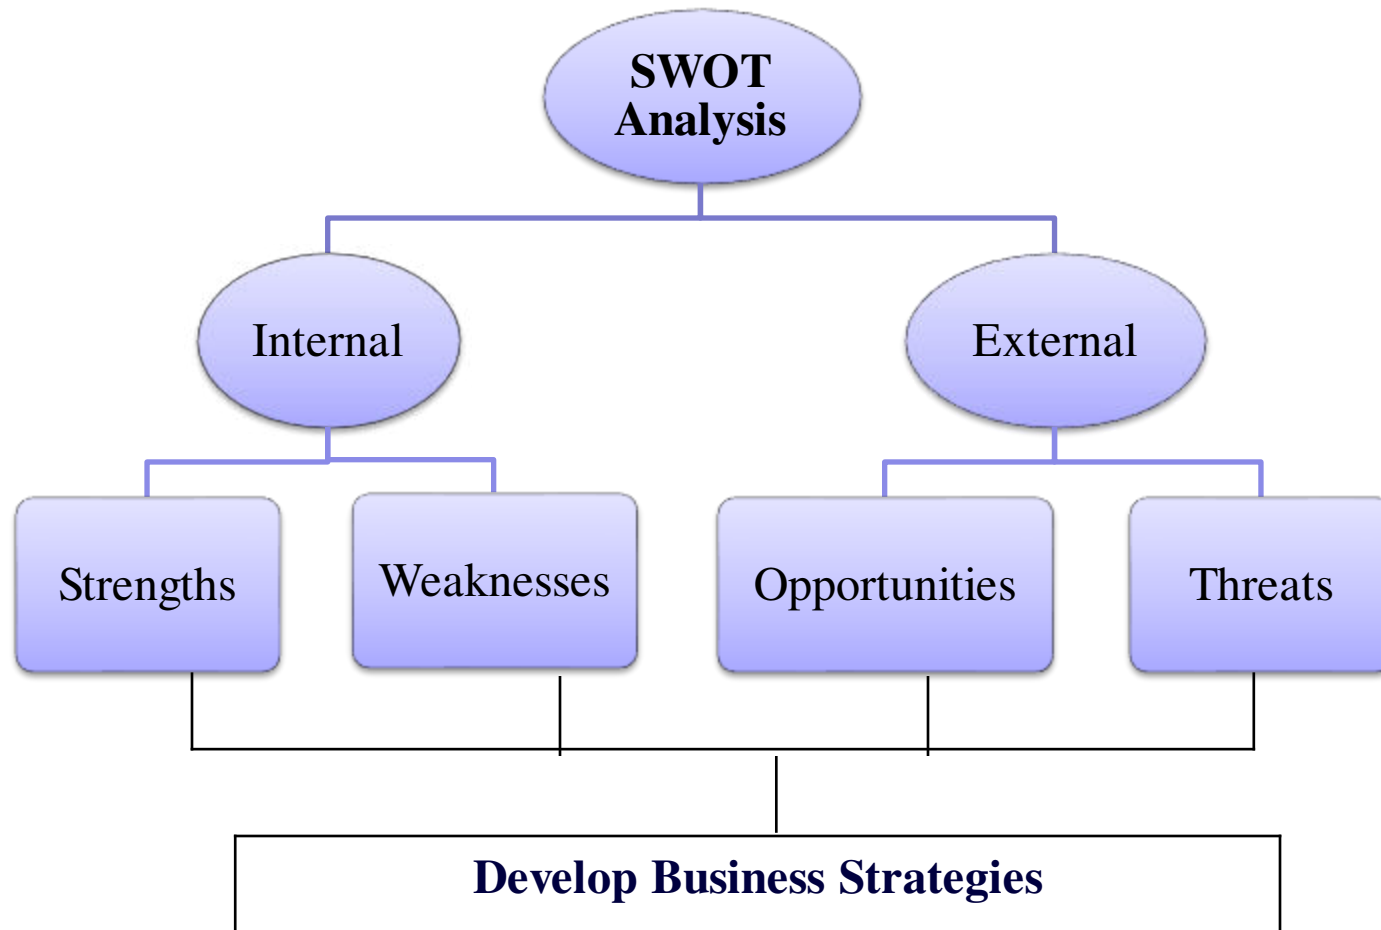 SWOT
Analysis
Internal
External
Strengths
Weaknesses
Opportunities
Threats
Develop Business Strategies